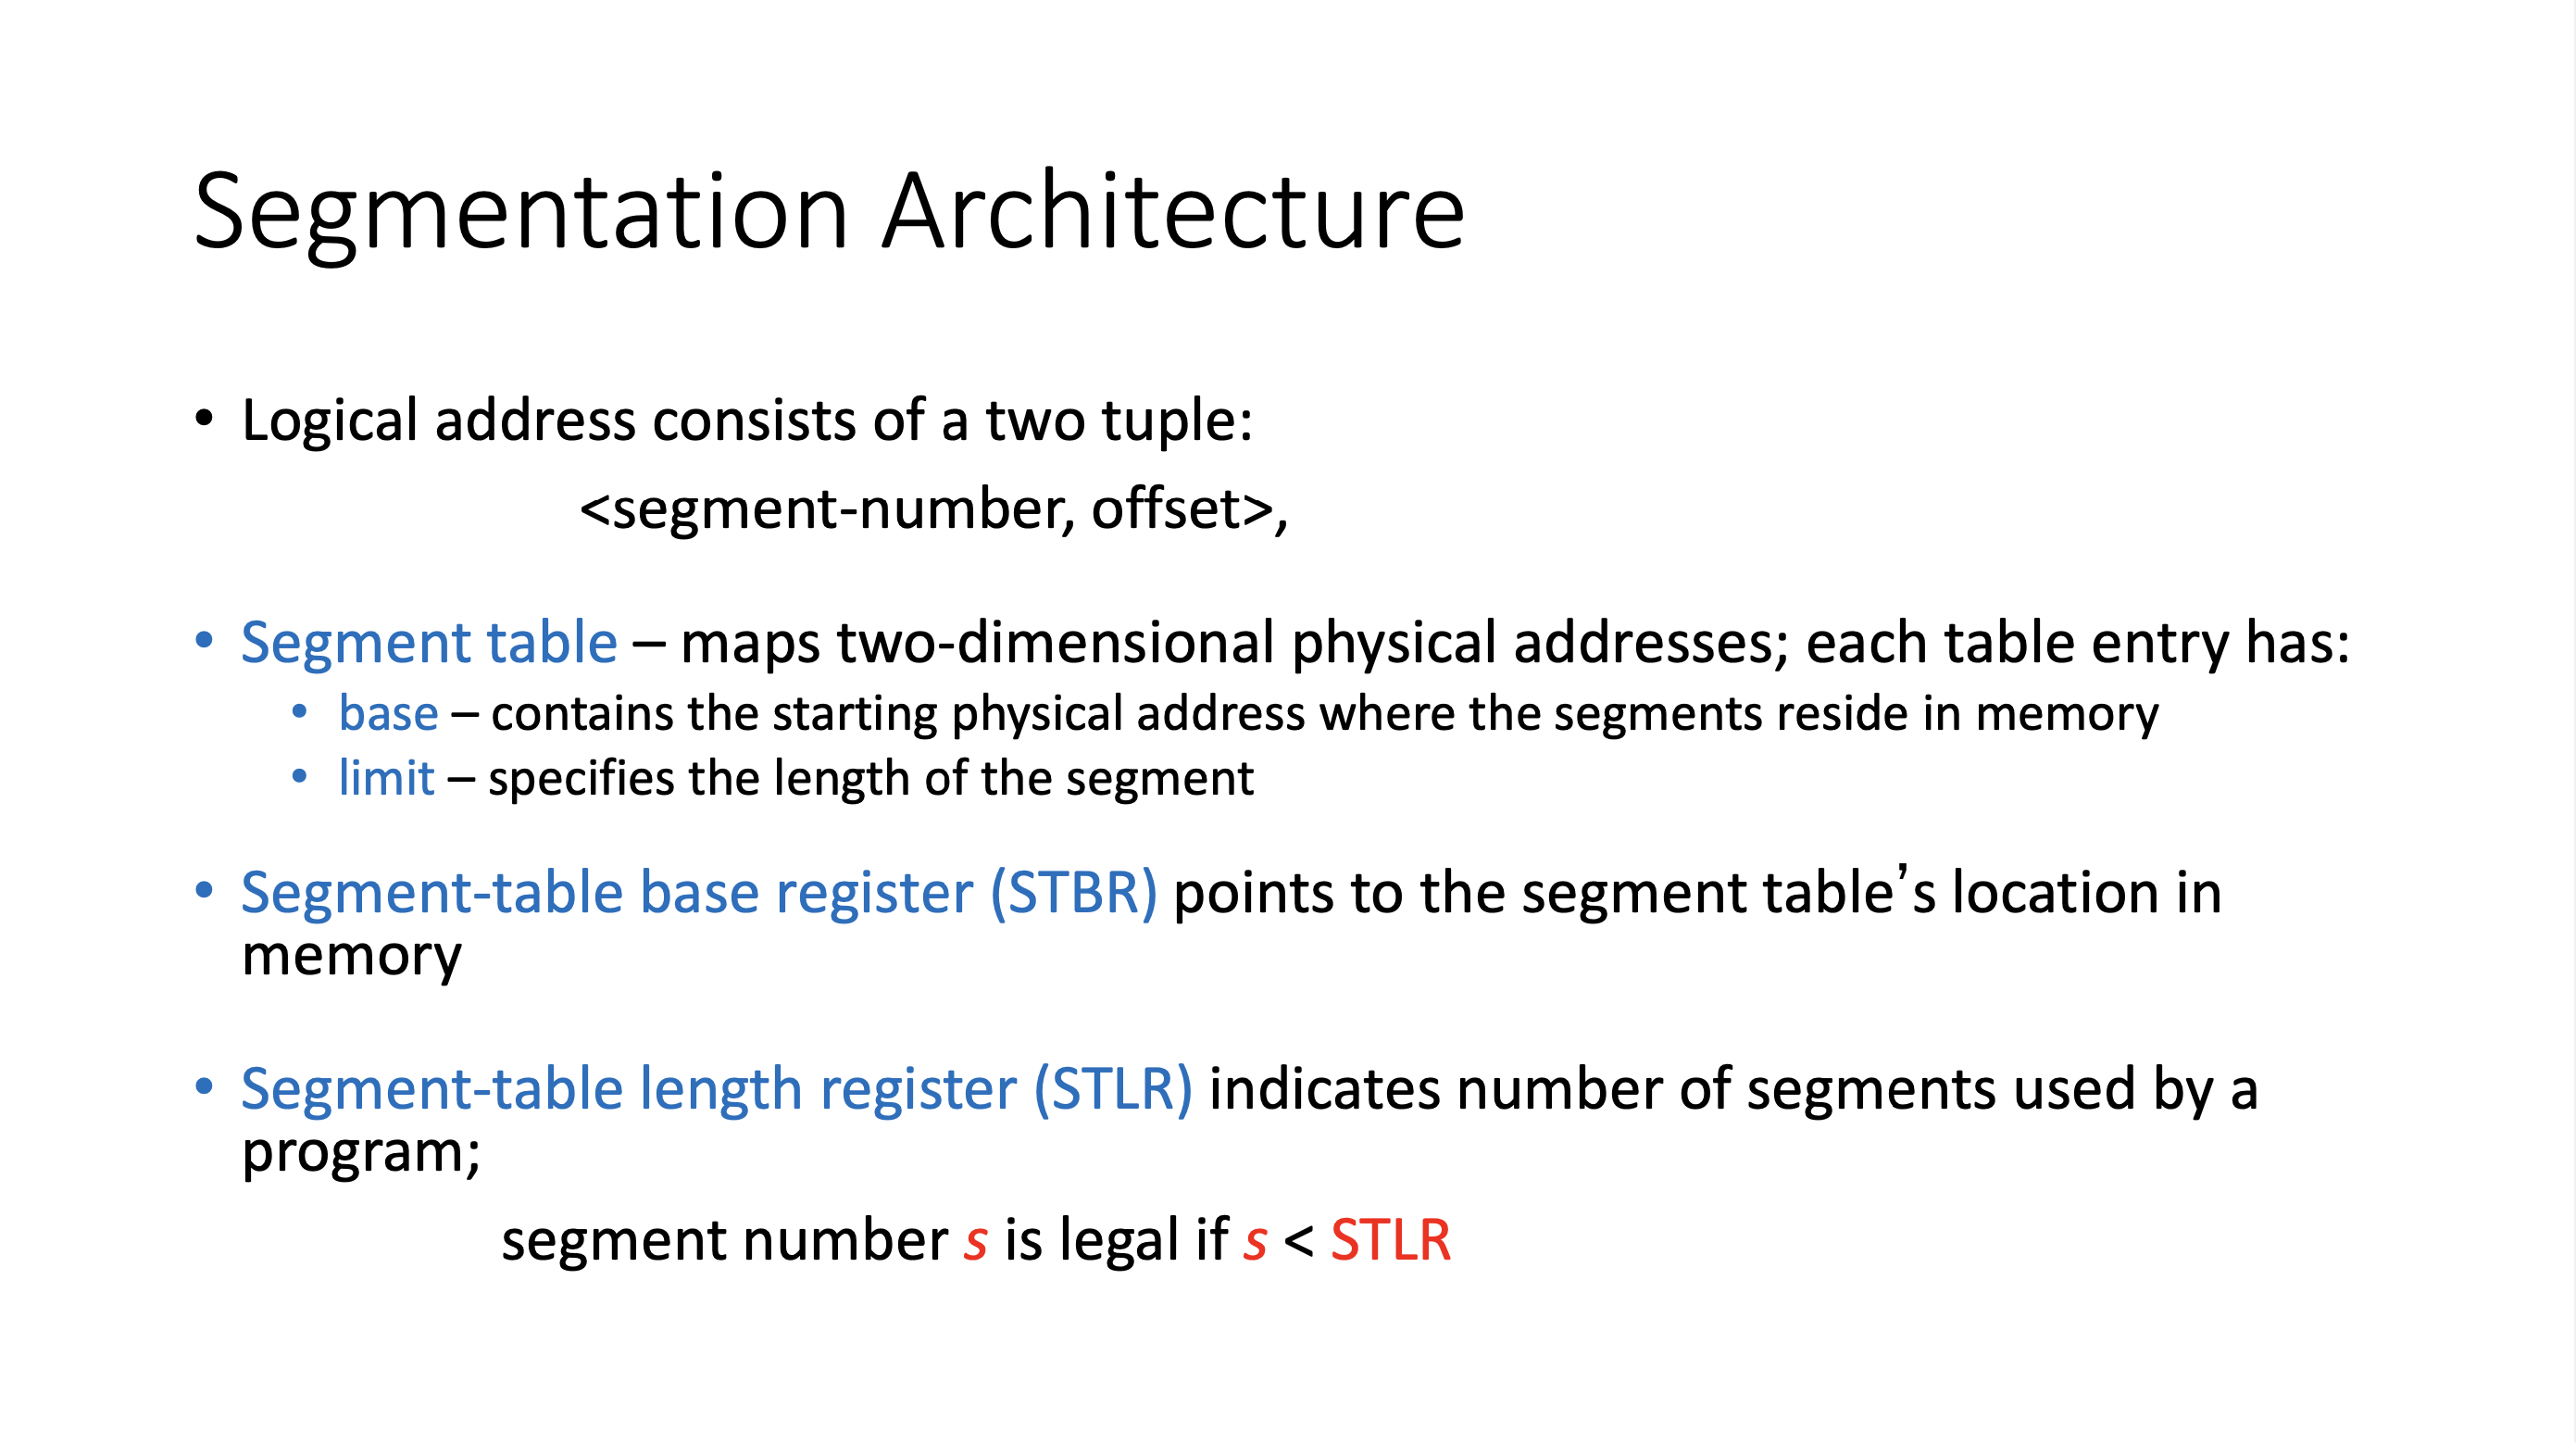 Segmentation Architecture
• Logical address consists of a two tuple:
<segment-number, offset>,
• Segment table – maps two-dimensional physical addresses; each table entry has:
• base – contains the starting physical address where the segments reside in memory
• limit – specifies the length of the segment
• Segment-table base register (STBR) points to the segment table’s location in
memory
• Segment-table length register (STLR) indicates number of segments used by a
program;
segment number s is legal if s < STLR